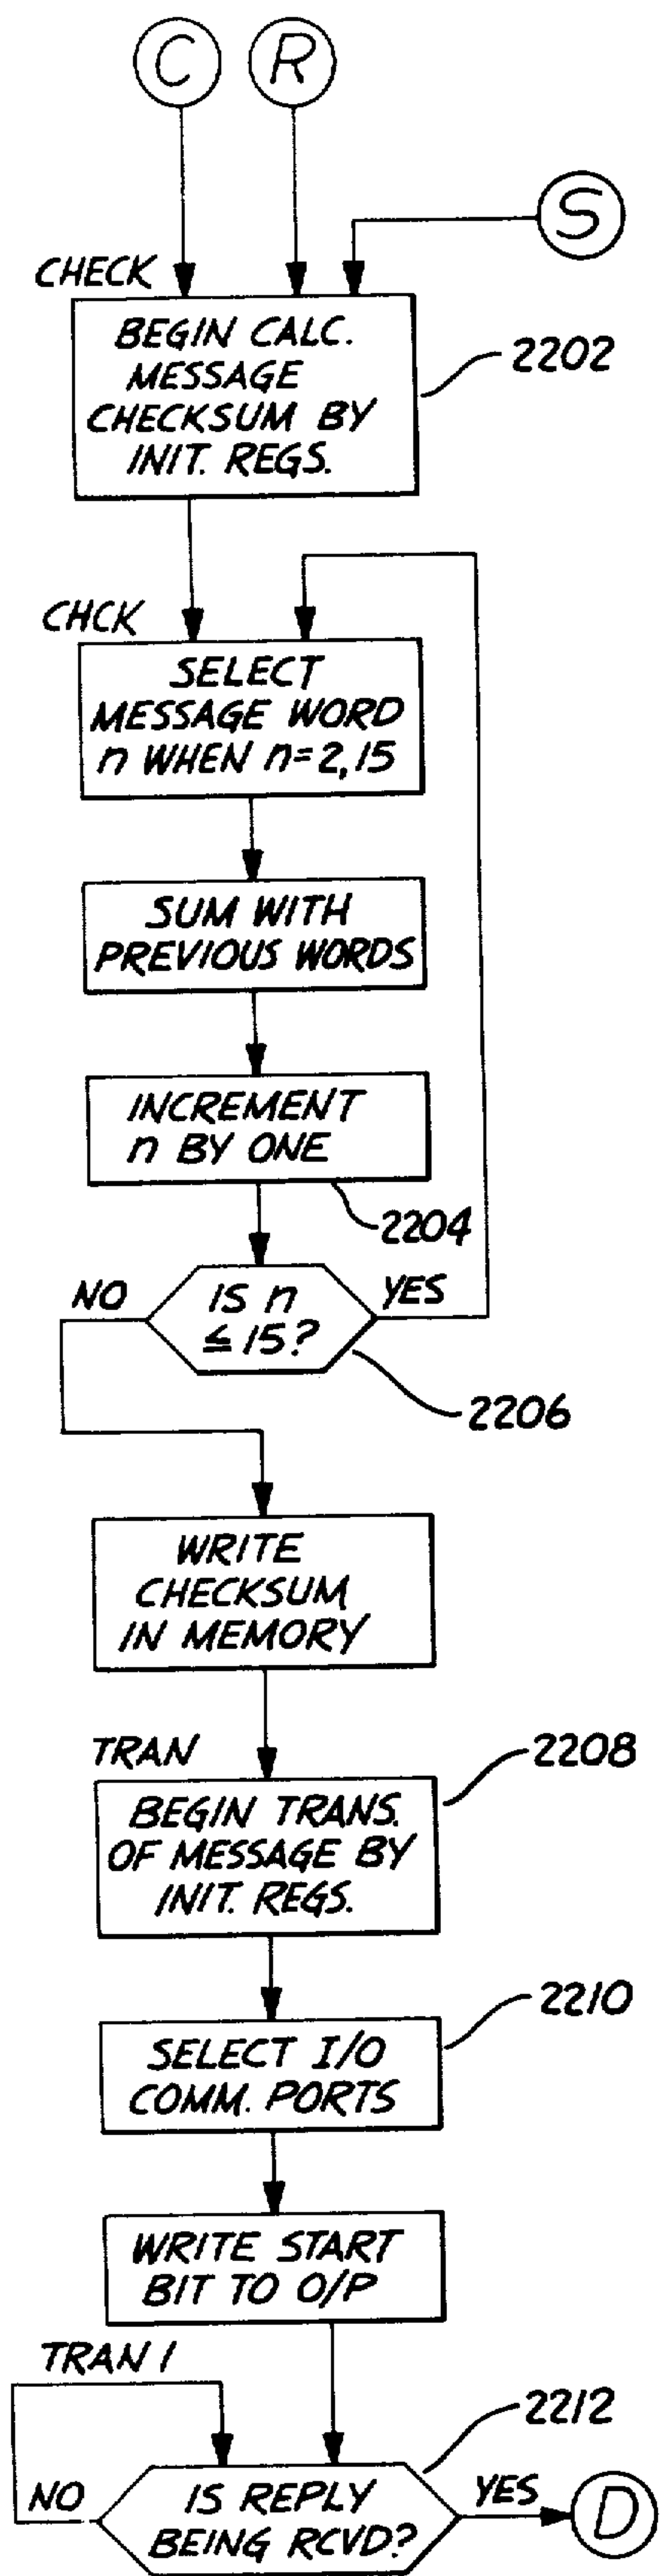 C
R
S
CHECK
BEGIN CALC.
MESSAGE
CHECKSUM BY
INIT. REGS.
2202
CHCK
SELECT
MESSAGE WORD
n WHEN n=2,15
SUM WITH
PREVIOUS WORDS
INCREMENT
n BY ONE
2204
NO
IS n
≤ 15?
YES
2206
WRITE
CHECKSUM
IN MEMORY
TRAN
2208
BEGIN TRANS.
OF MESSAGE BY
INIT. REGS.
2210
SELECT I/O
COMM. PORTS
WRITE START
BIT TO O/P
TRAN 1
2212
NO
IS REPLY
BEING RCVD?
YES
D